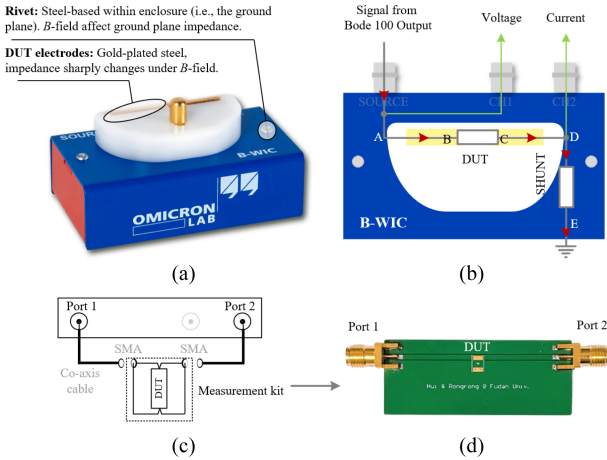 Rivet: Steel-based within enclosure (i.e., the ground
plane). B-field affect ground plane impedance.
DUT electrodes: Gold-plated steel,
impedance sharply changes under B-field.
SOUR
B-WIC
OMICRON
LAB
(a)
Signal from
Bode 100 Output
Voltage
Current
SOURCE
CH1
CH2
A
B
C
D
DUT
SHUNT
E
B-WIC
(b)
Port 1
Port 2
SMA
SMA
Co-axis
cable
DUT
Measurement kit
(c)
Port 1
Port 2
DUT
Hui & Rongrong @ Fudan Univ.
(d)